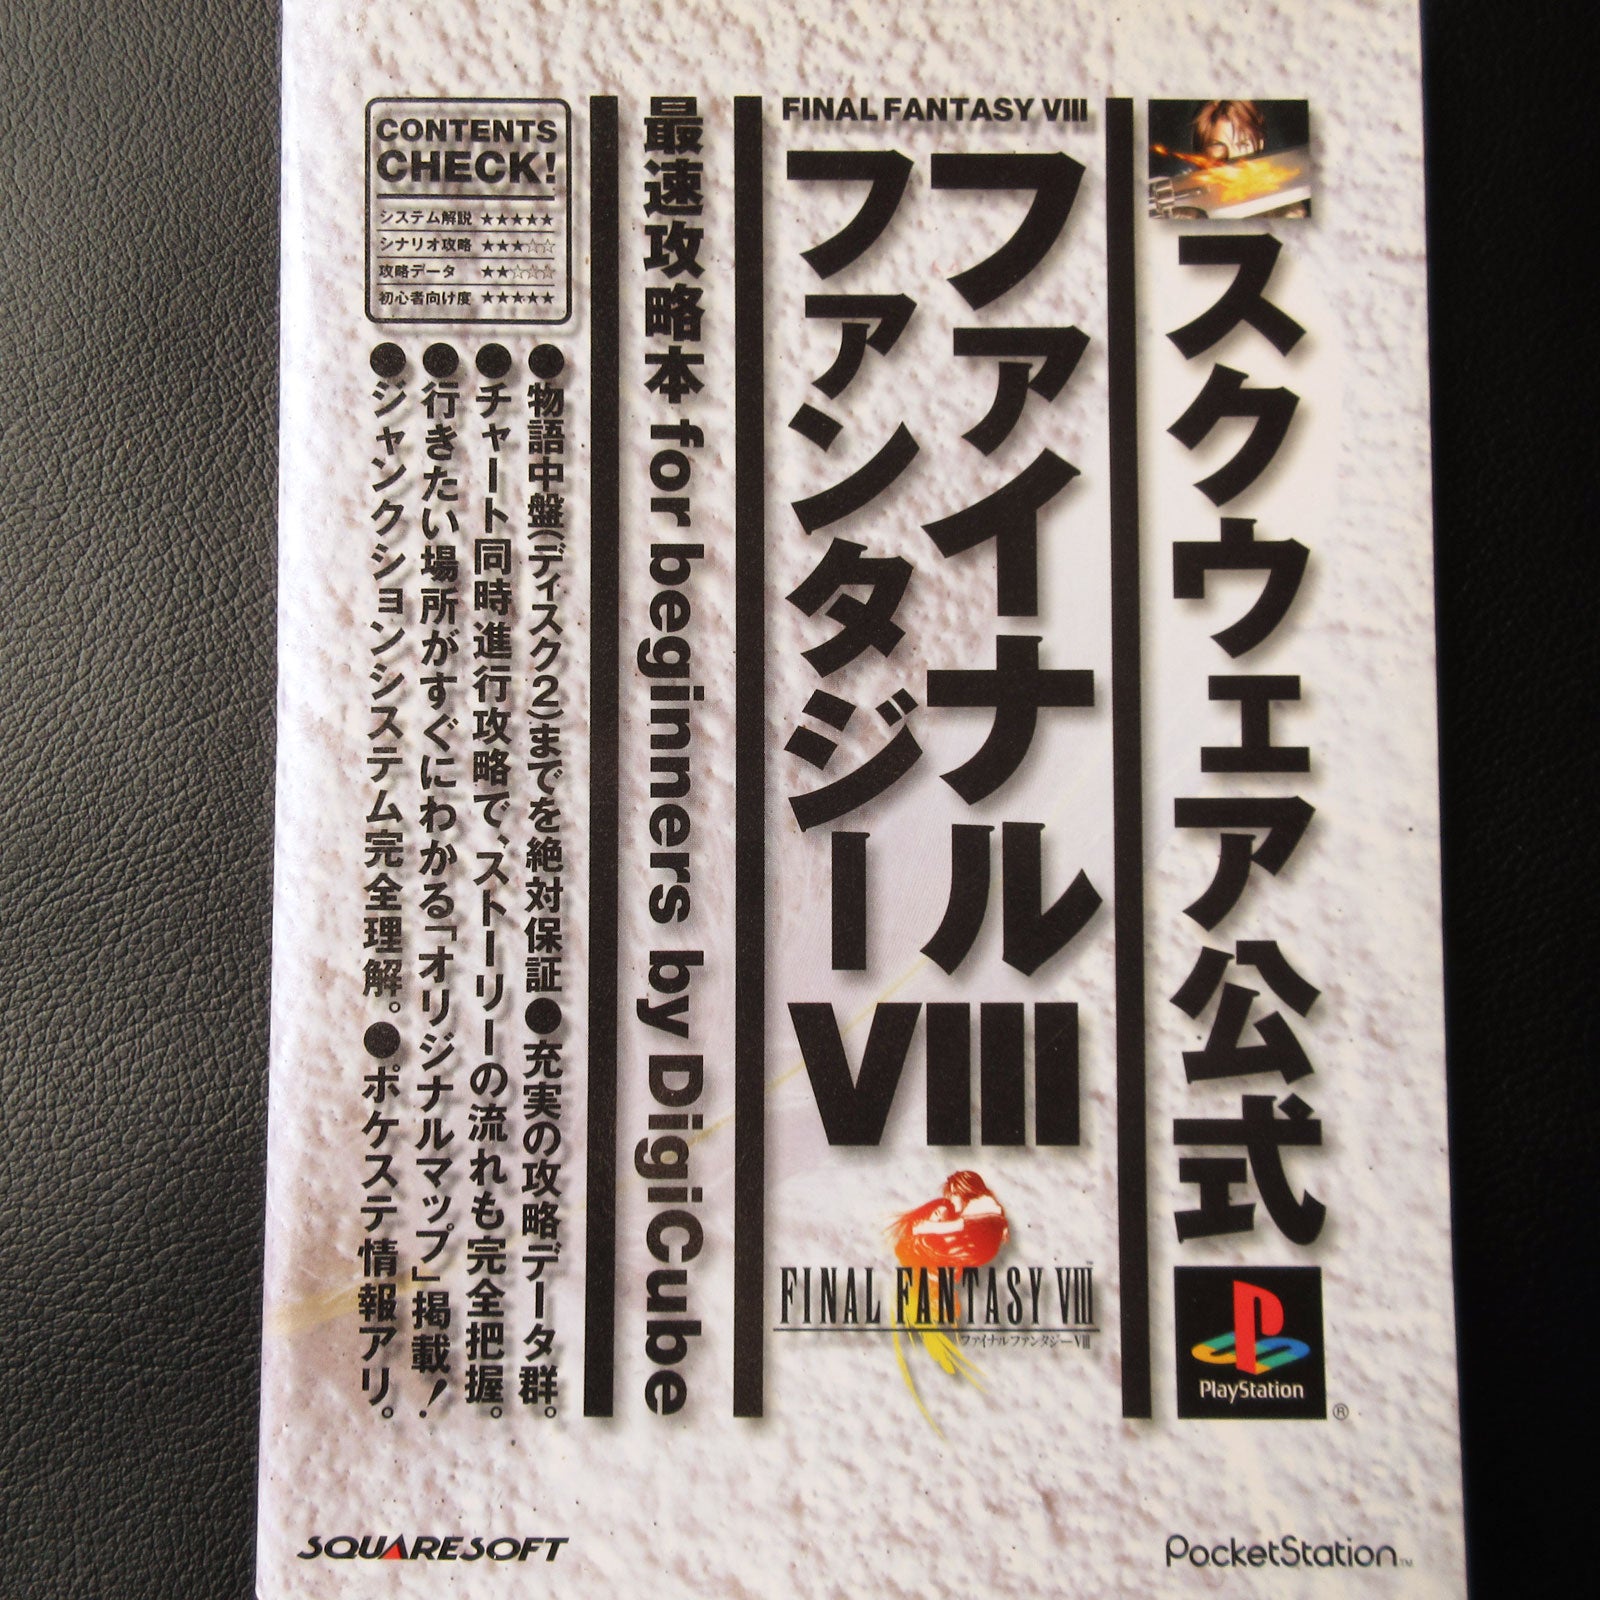 スクウェア公式
PlayStation
®
FINAL FANTASY VIII
ファイナル
ファンタジー
VIII
FINAL FANTASY VIII™
ファイナルファンタジーVIII
最速攻略本 for beginners by DigiCube
CONTENTS
CHECK!
システム解説 ★★★★★
シナリオ攻略 ★★★☆☆
攻略データ ★★☆☆☆
初心者向け度 ★★★★★
●物語中盤(ディスク2)までを絶対保証●充実の攻略データ群。
●チャート同時進行攻略で、ストーリーの流れも完全把握。
●行きたい場所がすぐにわかる「オリジナルマップ」掲載!
●ジャンクションシステム完全理解。●ポケステ情報アリ。
SQUARESOFT
PocketStation™